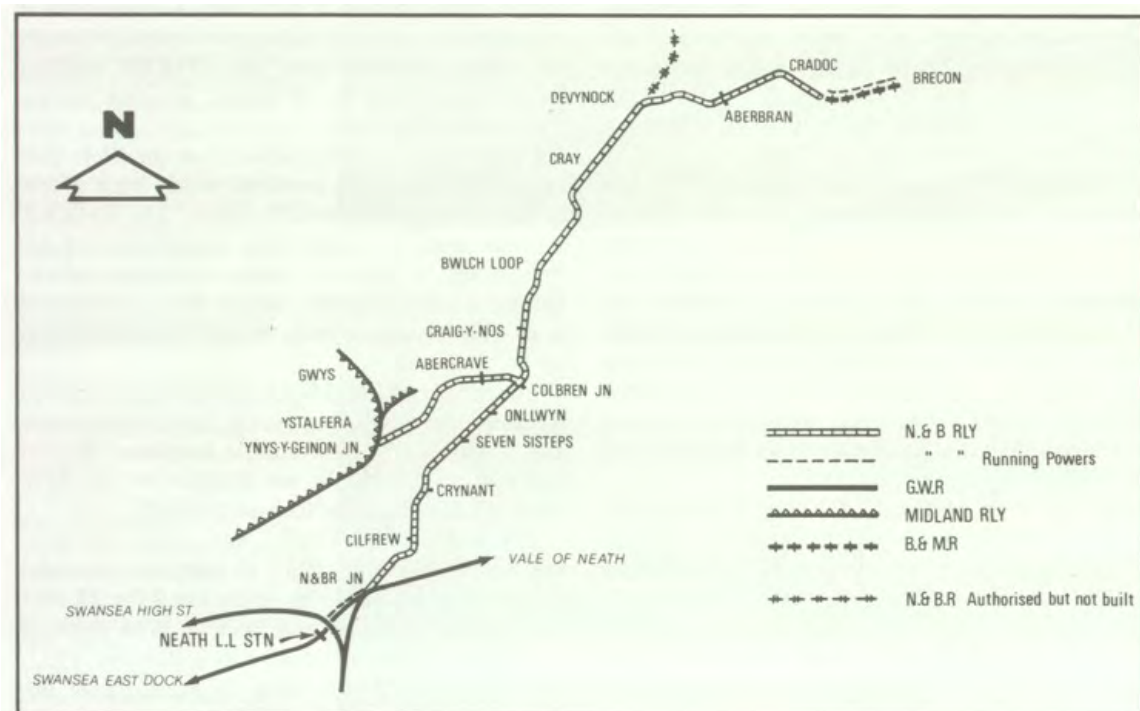 N
CRADOC
BRECON
DEVYNOCK
ABERBRAN
CRAY
BWLCH LOOP
CRAIG-Y-NOS
ABERCRAVE
GWYS
COLBREN JN
ONLLWYN
YSTALFERA
SEVEN SISTEPS
YNYS-Y-GEINON JN.
CRYNANT
CILFREW
VALE OF NEATH
N&BR JN
SWANSEA HIGH ST.
NEATH L.L STN
SWANSEA EAST DOCK
N.& B RLY
" " Running Powers
G.W.R
MIDLAND RLY
B.& M.R
N.& B.R Authorised but not built